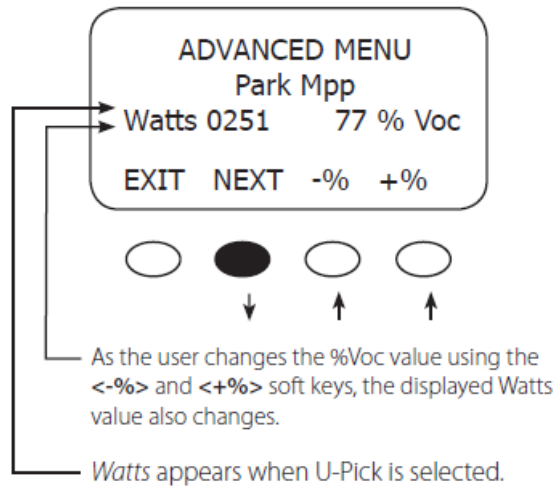 ADVANCED MENU
Park Mpp
Watts 0251 77 % Voc
EXIT NEXT -% +%
As the user changes the %Voc value using the
<-%> and <+%> soft keys, the displayed Watts
value also changes.
Watts appears when U-Pick is selected.